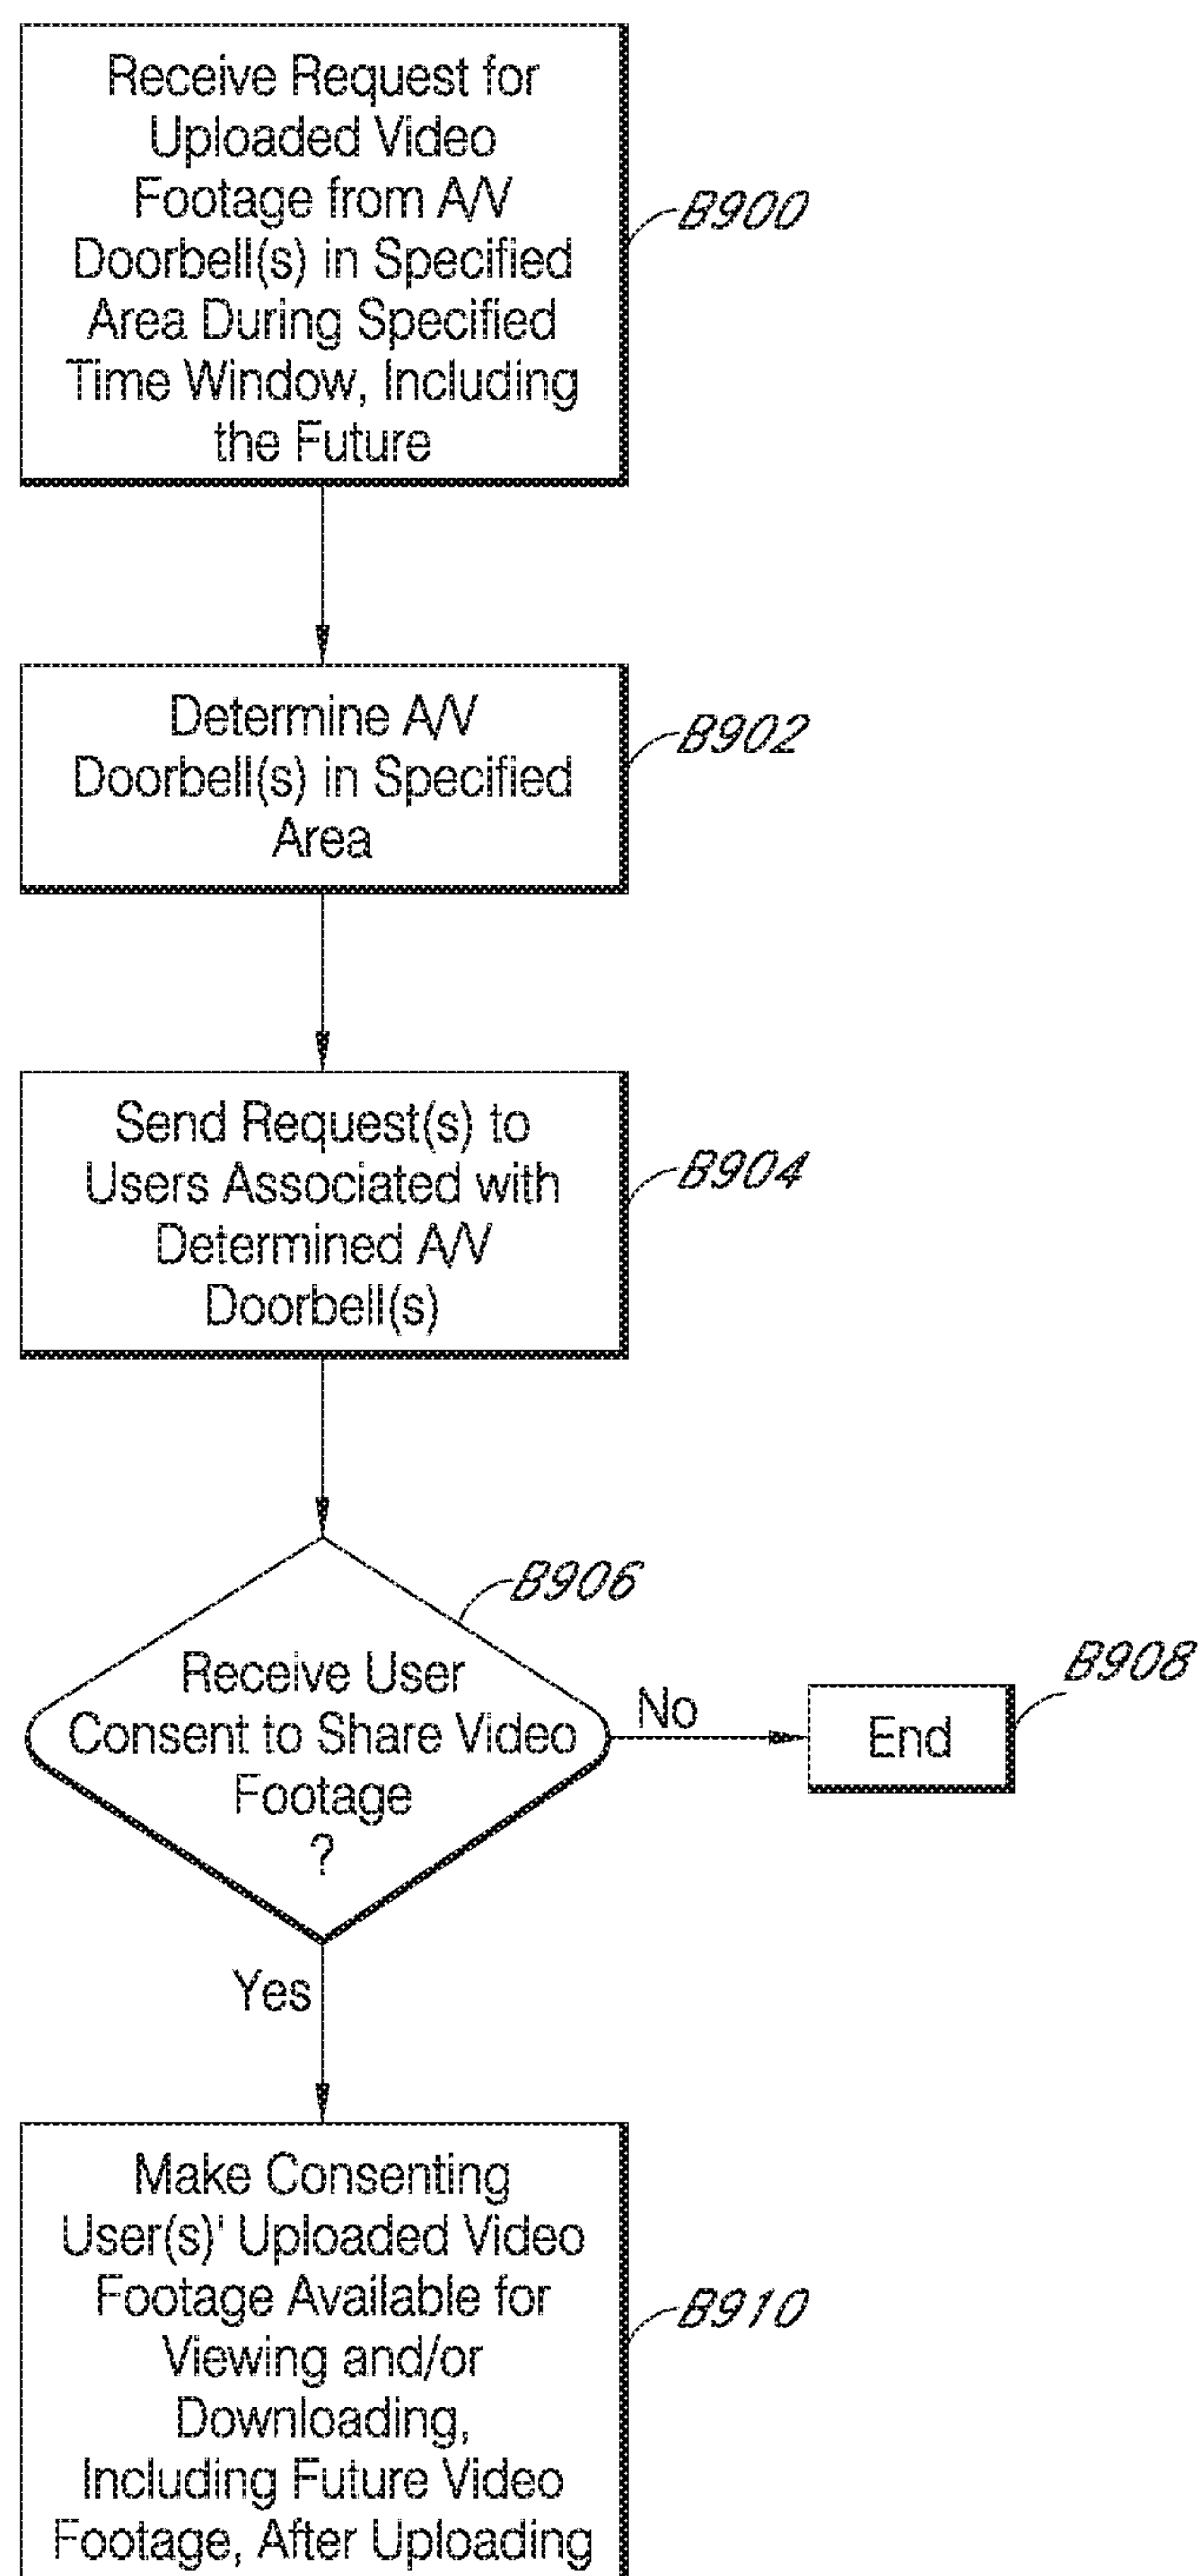 Receive Request for
Uploaded Video
Footage from A/V
Doorbell(s) in Specified
Area During Specified
Time Window, Including
the Future
B900
Determine A/V
Doorbell(s) in Specified
Area
B902
Send Request(s) to
Users Associated with
Determined A/V
Doorbell(s)
B904
B906
Receive User
Consent to Share Video
Footage
?
No
End
B908
Yes
Make Consenting
User(s)' Uploaded Video
Footage Available for
Viewing and/or
Downloading,
Including Future Video
Footage, After Uploading
B910